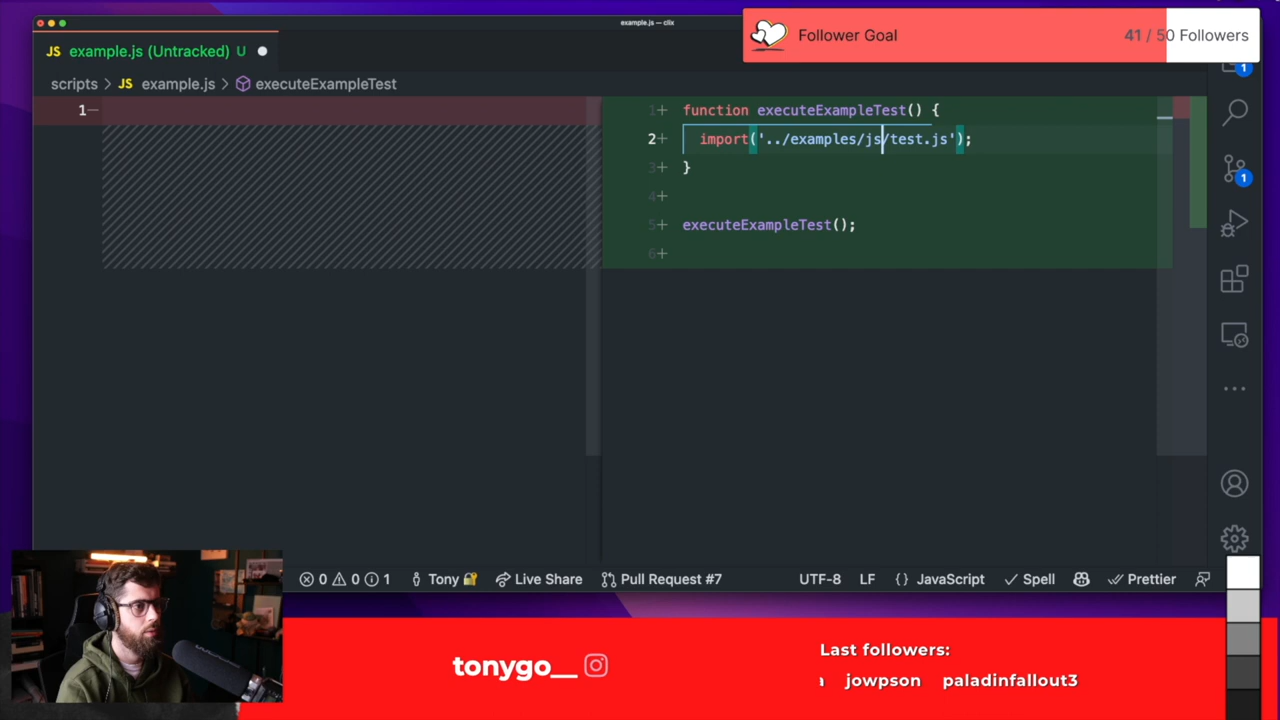 example.js — clix
Follower Goal
41 / 50 Followers
JS example.js (Untracked) U
1
scripts > JS example.js > executeExampleTest
1
1+ function executeExampleTest() {
2+ import('../examples/js/test.js');
3+ }
4+
5+ executeExampleTest();
6+
1
0 0 1 Tony Live Share Pull Request #7 UTF-8 LF {} JavaScript Spell Prettier
tonygo__
Last followers:
jowpson paladinfallout3